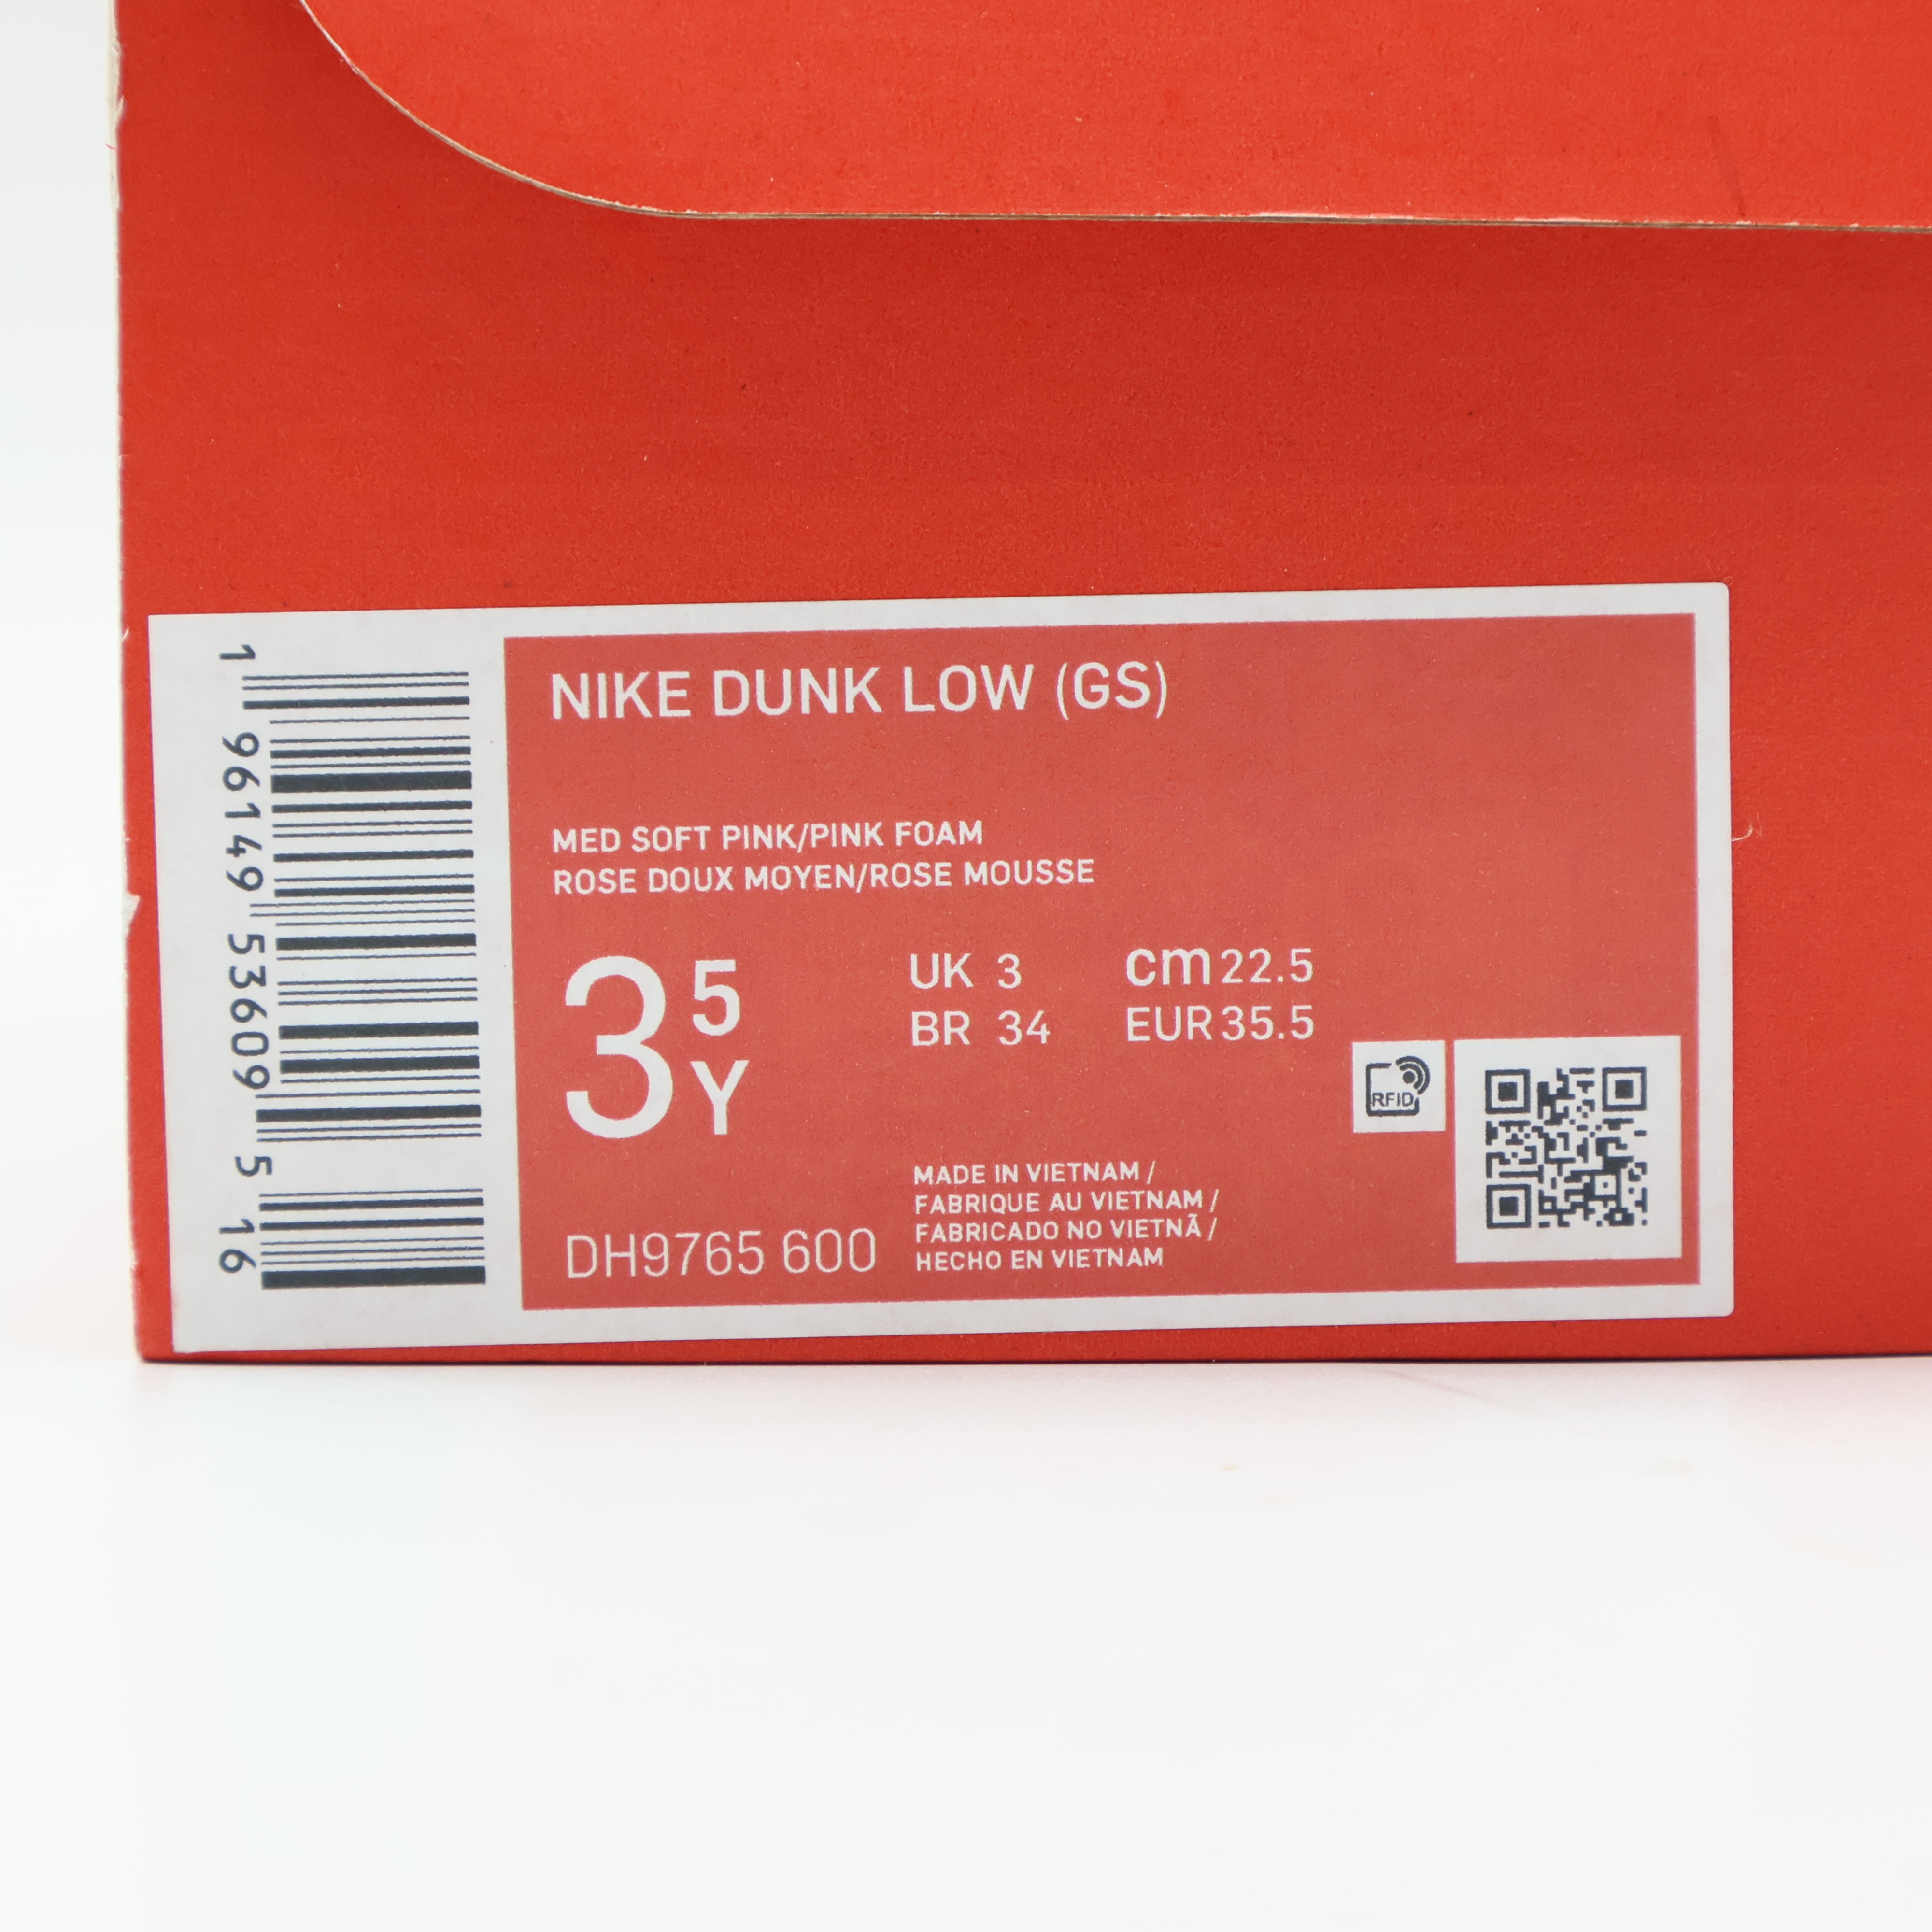 1 96149 53609 5 16
NIKE DUNK LOW (GS)
MED SOFT PINK/PINK FOAM
ROSE DOUX MOYEN/ROSE MOUSSE
3 5 Y
UK 3 cm 22.5
BR 34 EUR 35.5
RFID
MADE IN VIETNAM /
FABRIQUE AU VIETNAM /
FABRICADO NO VIETNÃ /
HECHO EN VIETNAM
DH9765 600